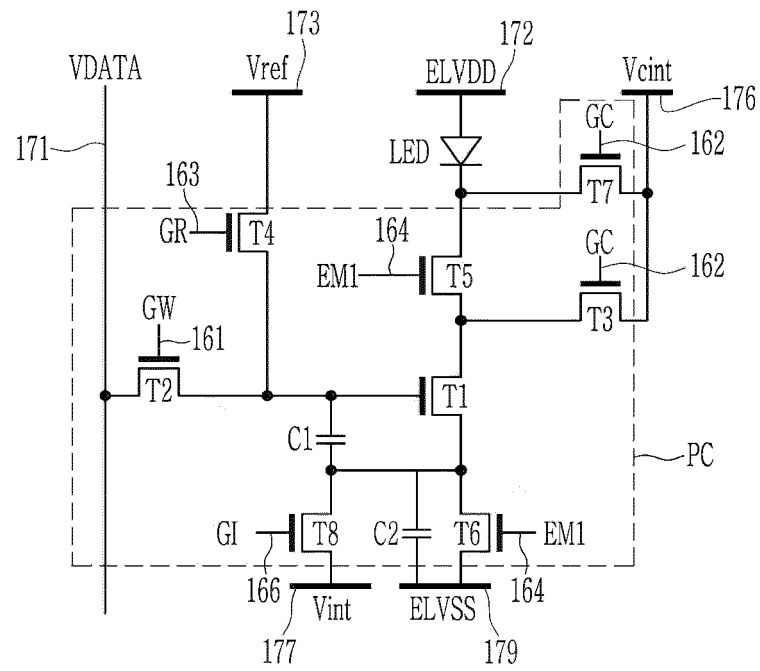 173
172
VDATA
Vref
ELVDD
Vcint
176
171
GC
162
LED
T7
163
GR
T4
164
GC
162
EM1
T5
T3
GW
161
T2
T1
C1
PC
GI
T8
C2
T6
EM1
166
Vint
ELVSS
164
177
179